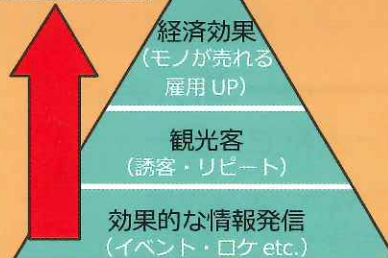 経済効果
（モノが売れる
雇用 UP）
観光客
（誘客・リピート）
効果的な情報発信
（イベント・ロケ etc.）